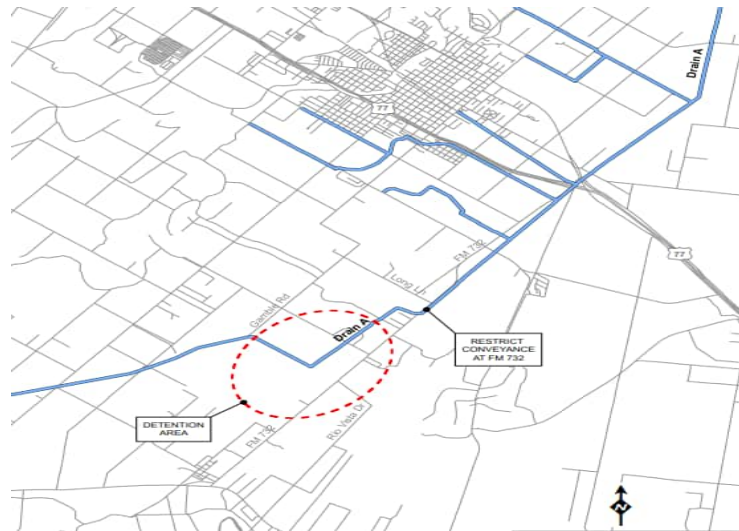 Drain A
77
77
FM 732
Long Ln
Gamble Rd
Drain A
RESTRICT
CONVEYANCE
AT FM 732
DETENTION
AREA
FM 732
Rio Vista Dr
N